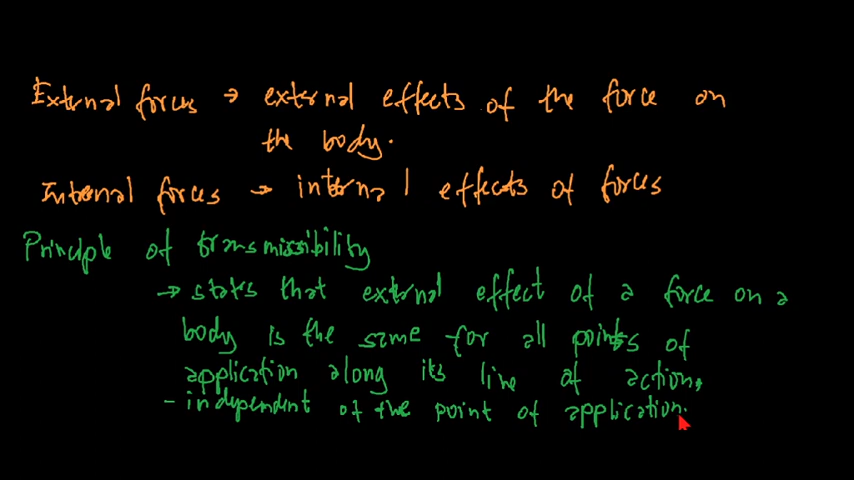 External forces → external effects of the force on
the body.
Internal forces → internal effects of forces
Principle of transmissibility
→ states that external effect of a force on a
body is the same for all points of
application along its line of action,
- independent of the point of application.